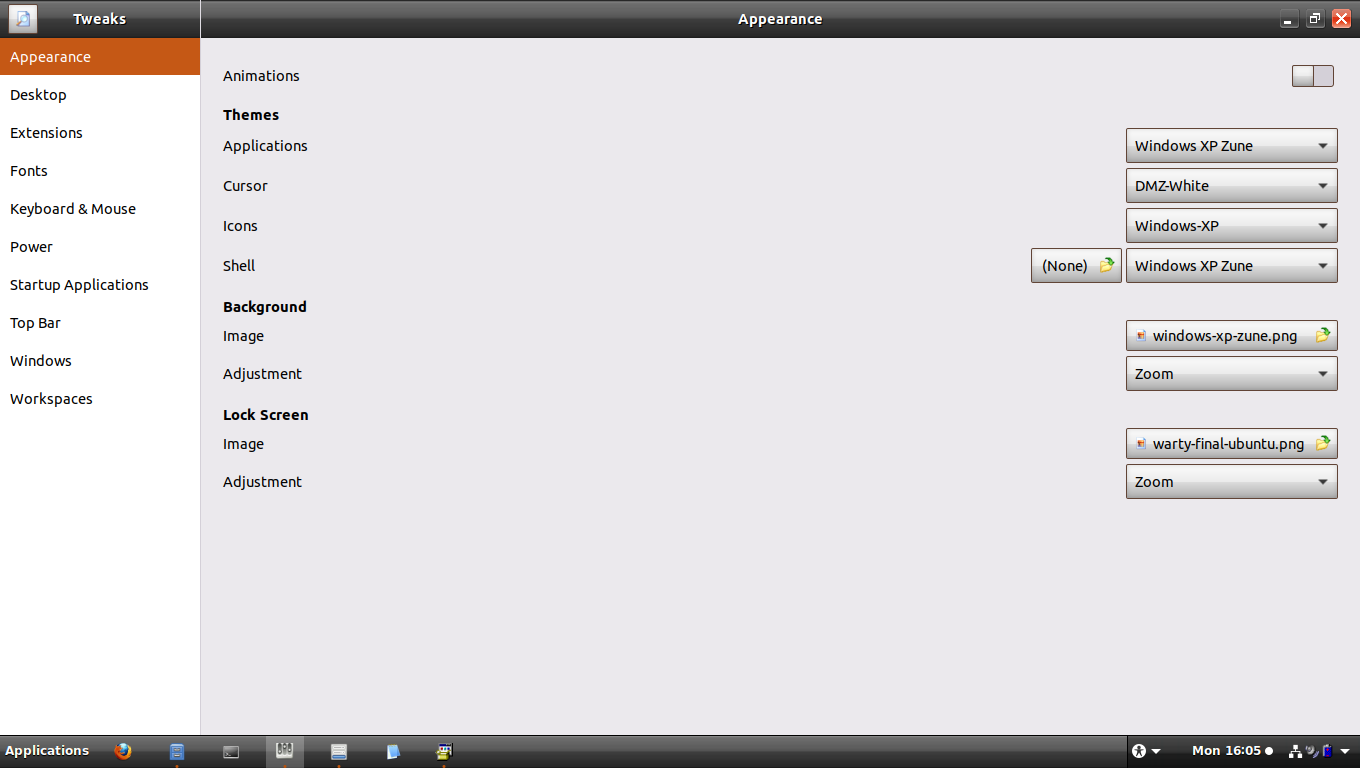 Tweaks
Appearance
Appearance
Desktop
Extensions
Fonts
Keyboard & Mouse
Power
Startup Applications
Top Bar
Windows
Workspaces
Animations
Themes
Applications Windows XP Zune
Cursor DMZ-White
Icons Windows-XP
Shell (None) Windows XP Zune
Background
Image windows-xp-zune.png
Adjustment Zoom
Lock Screen
Image warty-final-ubuntu.png
Adjustment Zoom
Applications Mon 16:05